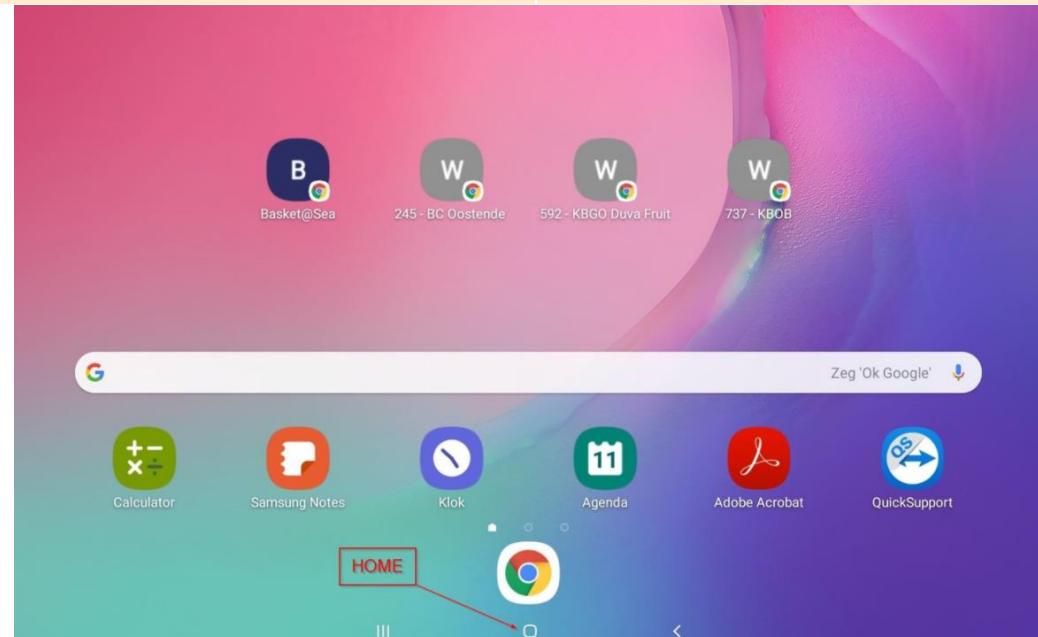 B W W W
Basket@Sea 245 - BC Oostende 592 - KBGO Duva Fruit 737 - KBOB
G Zeg 'Ok Google'
11 QS
Calculator Samsung Notes Klok Agenda Adobe Acrobat QuickSupport
HOME